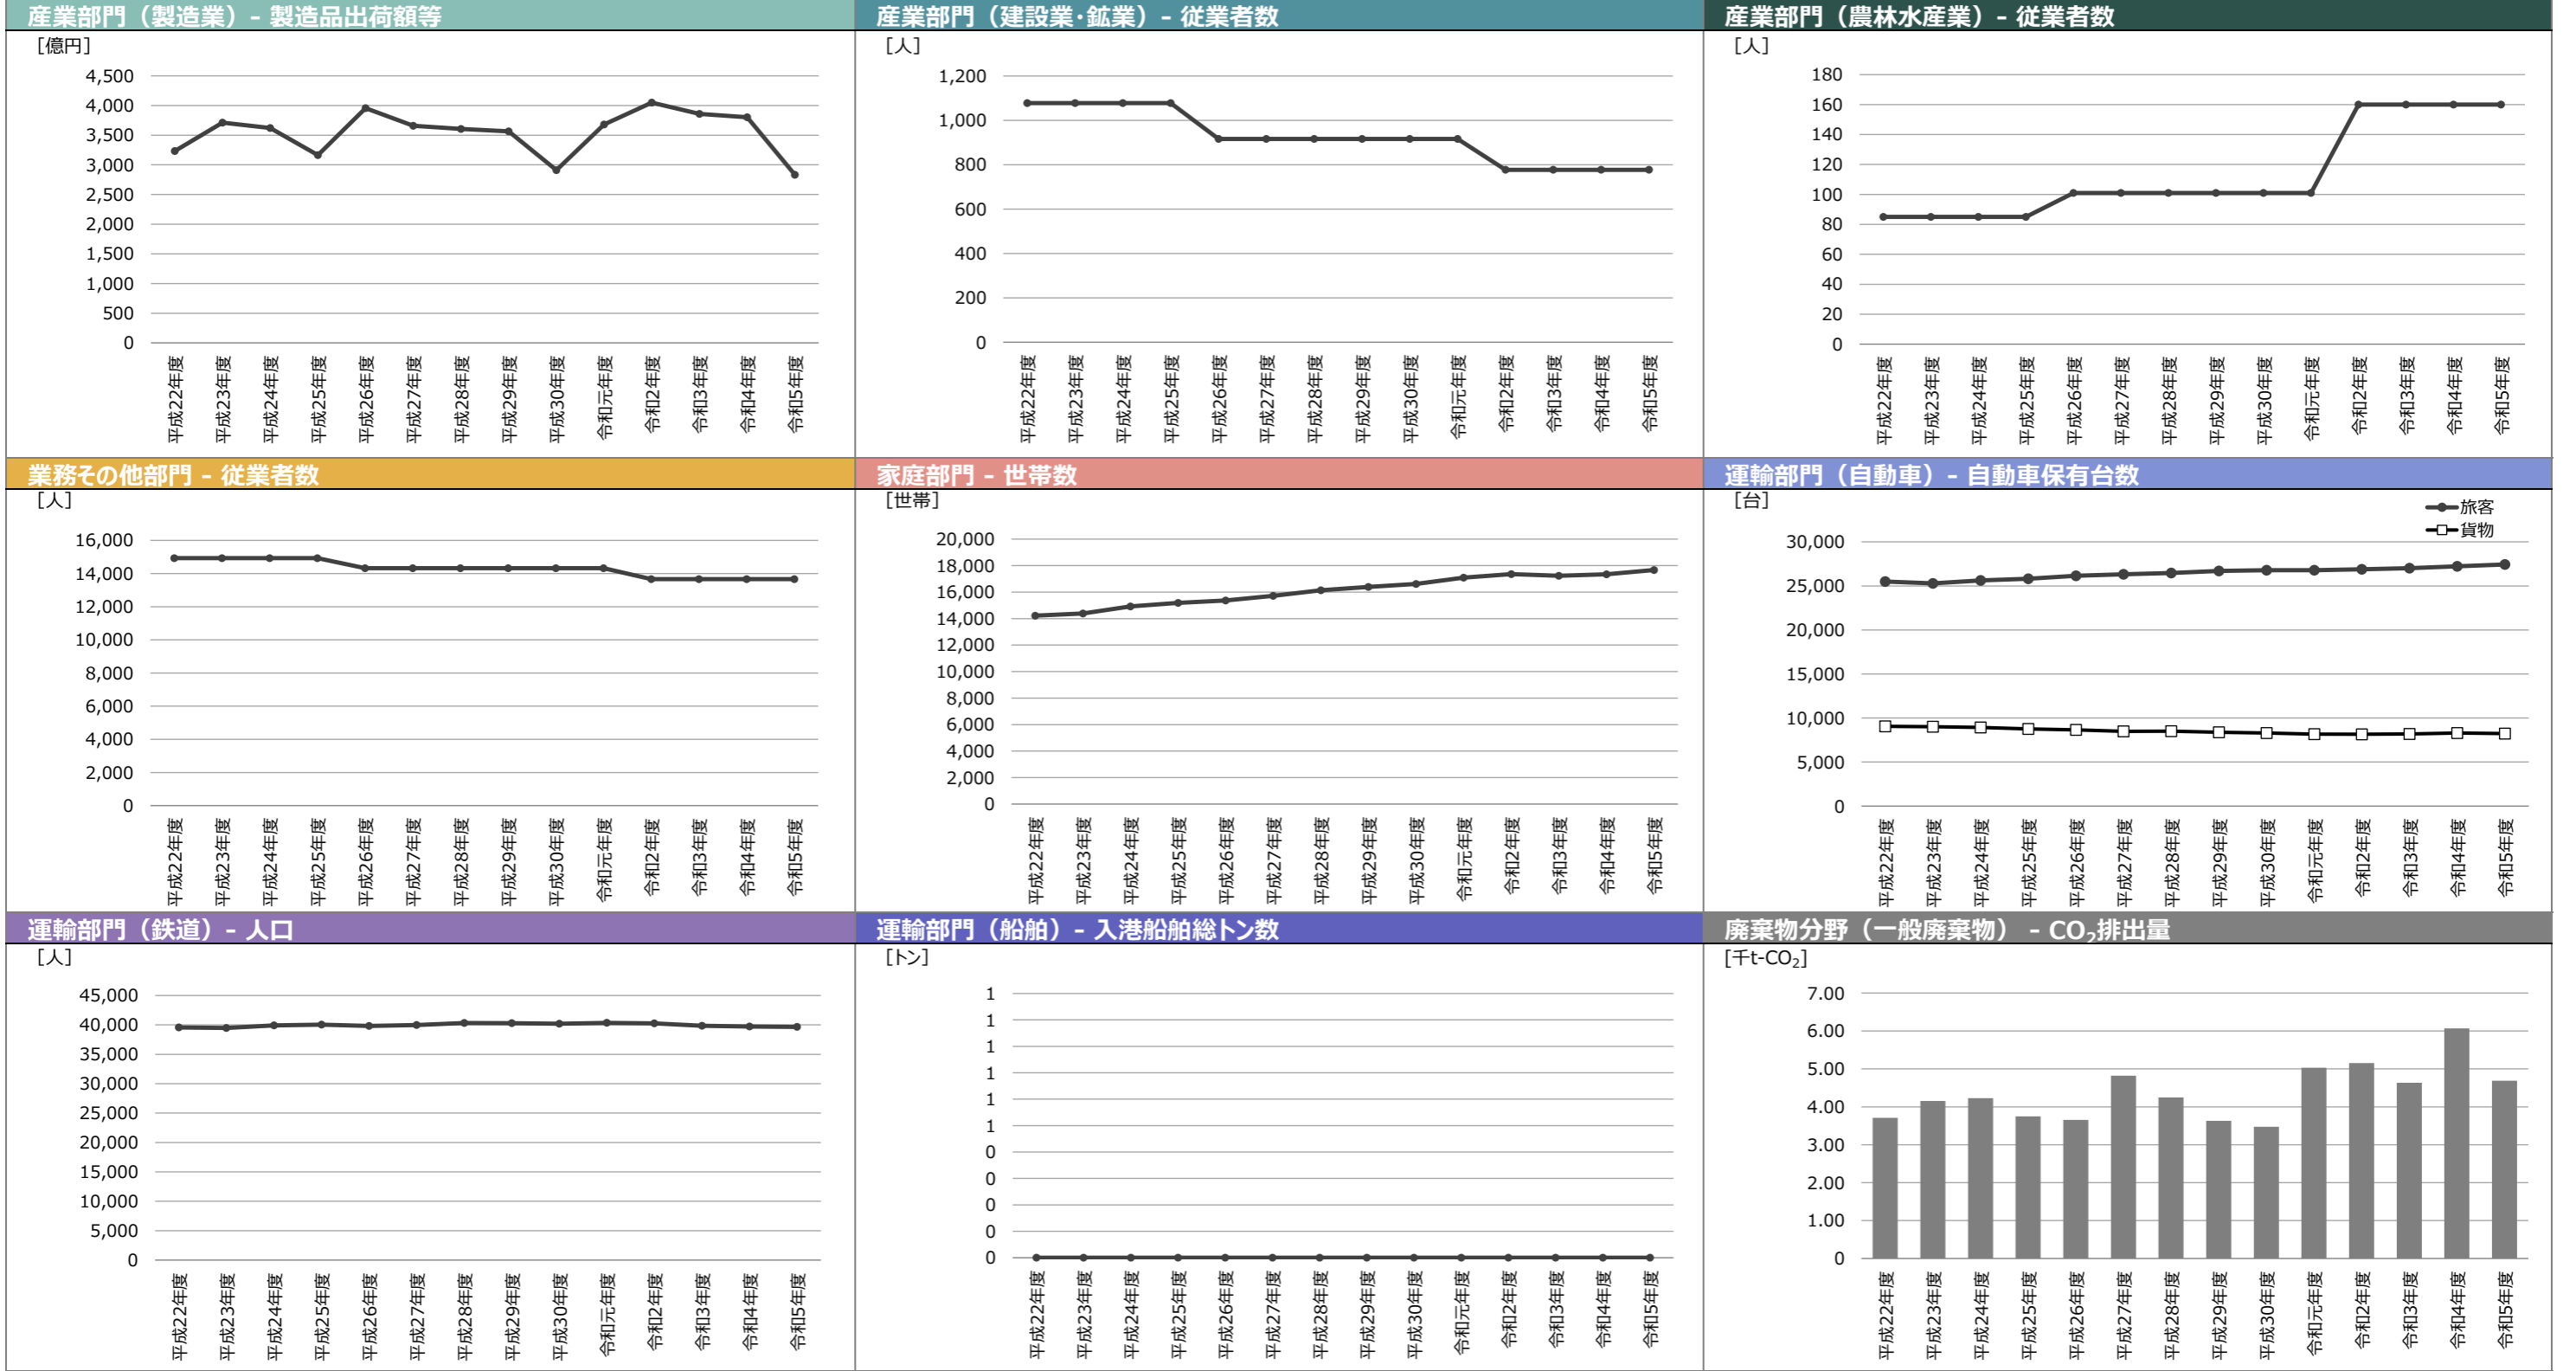 産業部門（製造業）- 製造品出荷額等
[億円]
4,500
4,000
3,500
3,000
2,500
2,000
1,500
1,000
500
0
平成22年度
平成23年度
平成24年度
平成25年度
平成26年度
平成27年度
平成28年度
平成29年度
平成30年度
令和元年度
令和2年度
令和3年度
令和4年度
令和5年度
産業部門（建設業･鉱業）- 従業者数
[人]
1,200
1,000
800
600
400
200
0
平成22年度
平成23年度
平成24年度
平成25年度
平成26年度
平成27年度
平成28年度
平成29年度
平成30年度
令和元年度
令和2年度
令和3年度
令和4年度
令和5年度
産業部門（農林水産業）- 従業者数
[人]
180
160
140
120
100
80
60
40
20
0
平成22年度
平成23年度
平成24年度
平成25年度
平成26年度
平成27年度
平成28年度
平成29年度
平成30年度
令和元年度
令和2年度
令和3年度
令和4年度
令和5年度
業務その他部門 - 従業者数
[人]
16,000
14,000
12,000
10,000
8,000
6,000
4,000
2,000
0
平成22年度
平成23年度
平成24年度
平成25年度
平成26年度
平成27年度
平成28年度
平成29年度
平成30年度
令和元年度
令和2年度
令和3年度
令和4年度
令和5年度
家庭部門 - 世帯数
[世帯]
20,000
18,000
16,000
14,000
12,000
10,000
8,000
6,000
4,000
2,000
0
平成22年度
平成23年度
平成24年度
平成25年度
平成26年度
平成27年度
平成28年度
平成29年度
平成30年度
令和元年度
令和2年度
令和3年度
令和4年度
令和5年度
運輸部門（自動車）- 自動車保有台数
[台]
旅客
貨物
30,000
25,000
20,000
15,000
10,000
5,000
0
平成22年度
平成23年度
平成24年度
平成25年度
平成26年度
平成27年度
平成28年度
平成29年度
平成30年度
令和元年度
令和2年度
令和3年度
令和4年度
令和5年度
運輸部門（鉄道）- 人口
[人]
45,000
40,000
35,000
30,000
25,000
20,000
15,000
10,000
5,000
0
平成22年度
平成23年度
平成24年度
平成25年度
平成26年度
平成27年度
平成28年度
平成29年度
平成30年度
令和元年度
令和2年度
令和3年度
令和4年度
令和5年度
運輸部門（船舶）- 入港船舶総トン数
[トン]
1
1
1
1
1
1
0
0
0
0
0
平成22年度
平成23年度
平成24年度
平成25年度
平成26年度
平成27年度
平成28年度
平成29年度
平成30年度
令和元年度
令和2年度
令和3年度
令和4年度
令和5年度
廃棄物分野（一般廃棄物） - CO₂排出量
[千t-CO₂]
7.00
6.00
5.00
4.00
3.00
2.00
1.00
0
平成22年度
平成23年度
平成24年度
平成25年度
平成26年度
平成27年度
平成28年度
平成29年度
平成30年度
令和元年度
令和2年度
令和3年度
令和4年度
令和5年度